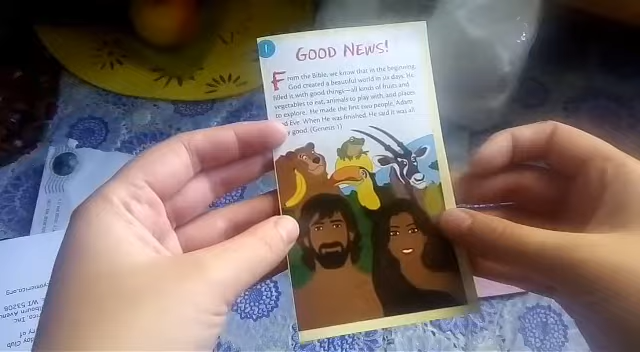 1
GOOD NEWS!
From the Bible, we know that in the beginning,
God created a beautiful world in six days. He
filled it with good things—all kinds of fruits and
vegetables to eat, animals to play with, and places
to explore. He made the first two people, Adam
and Eve. When He was finished, He said it was all
good. (Genesis 1)
WI 53208